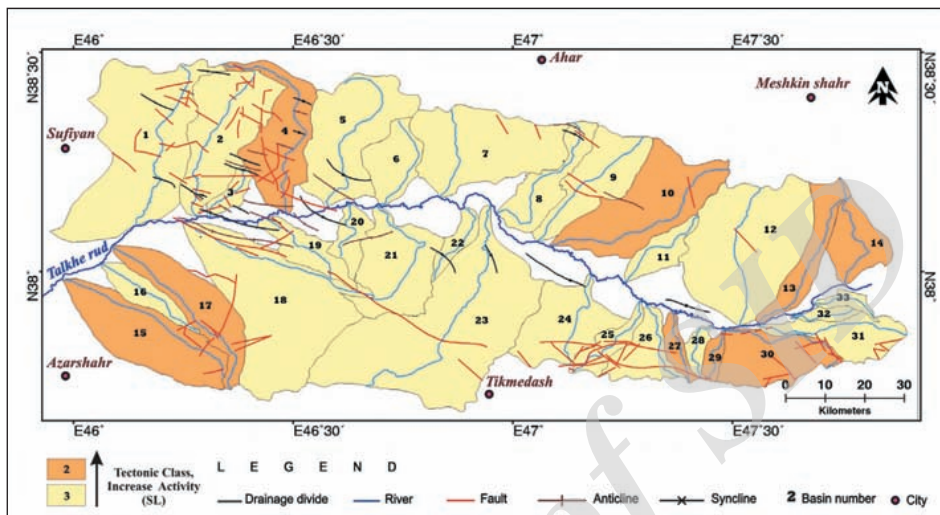 E46° E46°30' E47° E47°30'
N38°30' N38°30'
Ahar
Meshkin shahr
N
Sufiyan
1 2 3 4 5 6 7 8 9 10 11 12 13 14
Talkhe rud
N38° N38°
15 16 17 18 19 20 21 22 23 24 25 26 27 28 29 30 31 32 33
Azarshahr
Tikmedash
0 10 20 30
Kilometers
E46° E46°30' E47° E47°30'
2 Tectonic Class,
Increase Activity
3 (SL)
L E G E N D
Drainage divide River Fault Anticline Syncline 2 Basin number City
of SID